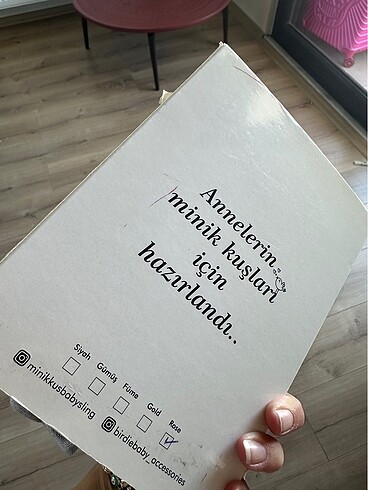 Annelerin
minik kuşları
için
hazırlandı..
Siyah Gümüş Füme Gold Rose
@minikkusbabysling
@birdiebaby_accessories